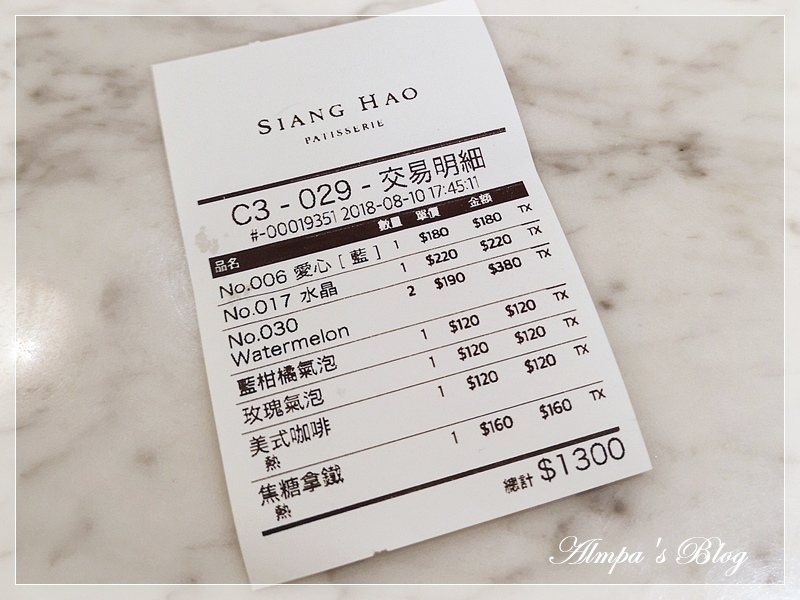 SIANG HAO
PATISSERIE
C3 - 029 - 交易明細
#-00019351 2018-08-10 17:45:11
品名 數量 單價 金額
No.006 愛心 [ 藍 ] 1 $180 $180 TX
No.017 水晶 1 $220 $220 TX
No.030 2 $190 $380 TX
Watermelon
藍柑橘氣泡 1 $120 $120 TX
玫瑰氣泡 1 $120 $120 TX
美式咖啡 1 $120 $120 TX
熱
焦糖拿鐵 1 $160 $160 TX
熱
總計 $1300
Almpa's Blog